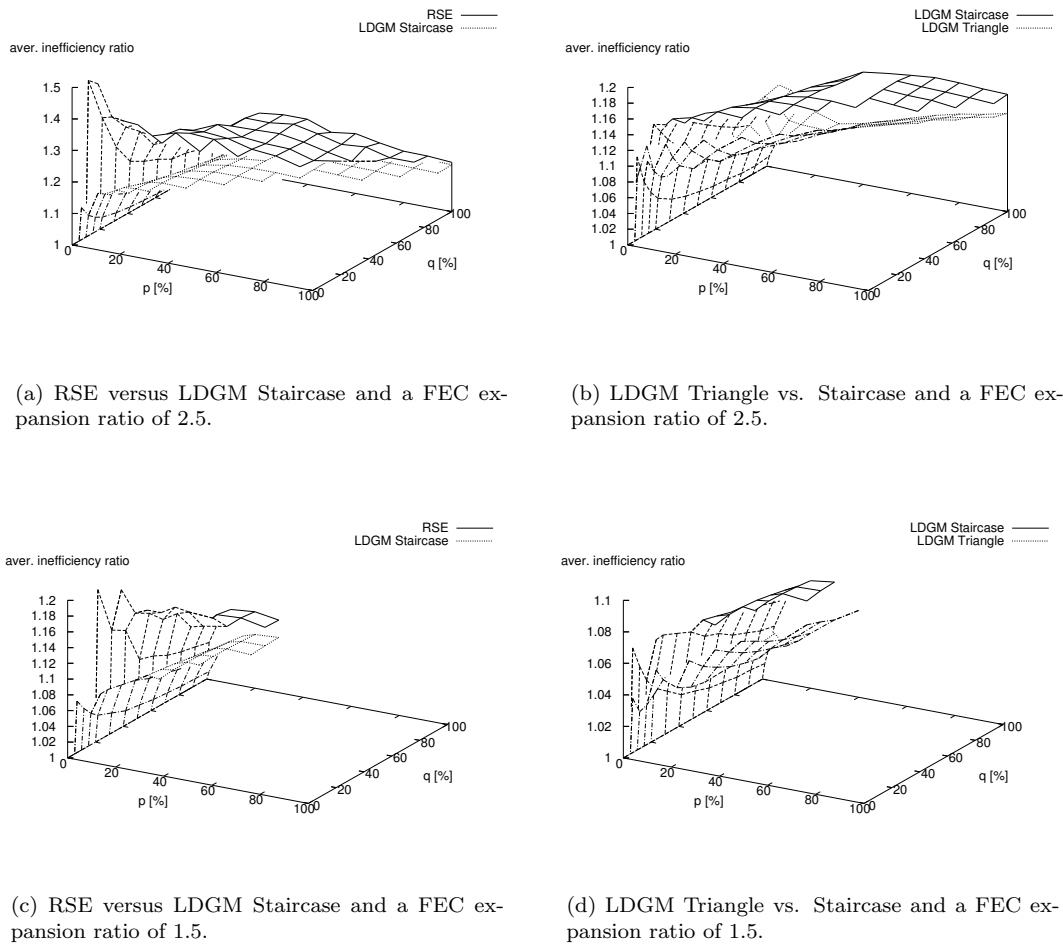 RSE
LDGM Staircase
aver. inefficiency ratio
1.5
1.4
1.3
1.2
1.1
1
0
20
40
60
80
100
p [%]
0
20
40
60
80
100
q [%]
(a) RSE versus LDGM Staircase and a FEC ex-
pansion ratio of 2.5.
LDGM Staircase
LDGM Triangle
aver. inefficiency ratio
1.2
1.18
1.16
1.14
1.12
1.1
1.08
1.06
1.04
1.02
1
0
20
40
60
80
100
p [%]
0
20
40
60
80
100
q [%]
(b) LDGM Triangle vs. Staircase and a FEC ex-
pansion ratio of 2.5.
RSE
LDGM Staircase
aver. inefficiency ratio
1.2
1.18
1.16
1.14
1.12
1.1
1.08
1.06
1.04
1.02
1
0
20
40
60
80
100
p [%]
0
20
40
60
80
100
q [%]
(c) RSE versus LDGM Staircase and a FEC ex-
pansion ratio of 1.5.
LDGM Staircase
LDGM Triangle
aver. inefficiency ratio
1.1
1.08
1.06
1.04
1.02
1
0
20
40
60
80
100
p [%]
0
20
40
60
80
100
q [%]
(d) LDGM Triangle vs. Staircase and a FEC ex-
pansion ratio of 1.5.